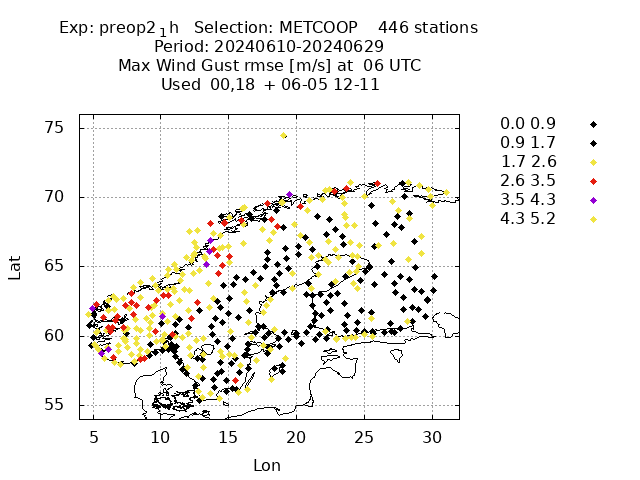 Exp: preop2₁h   Selection: METCOOP    446 stations
Period: 20240610-20240629
Max Wind Gust rmse [m/s] at  06 UTC
Used  00,18  + 06-05 12-11
0.0 0.9
0.9 1.7
1.7 2.6
2.6 3.5
3.5 4.3
4.3 5.2
75
70
65
60
55
Lat
5 10 15 20 25 30
Lon